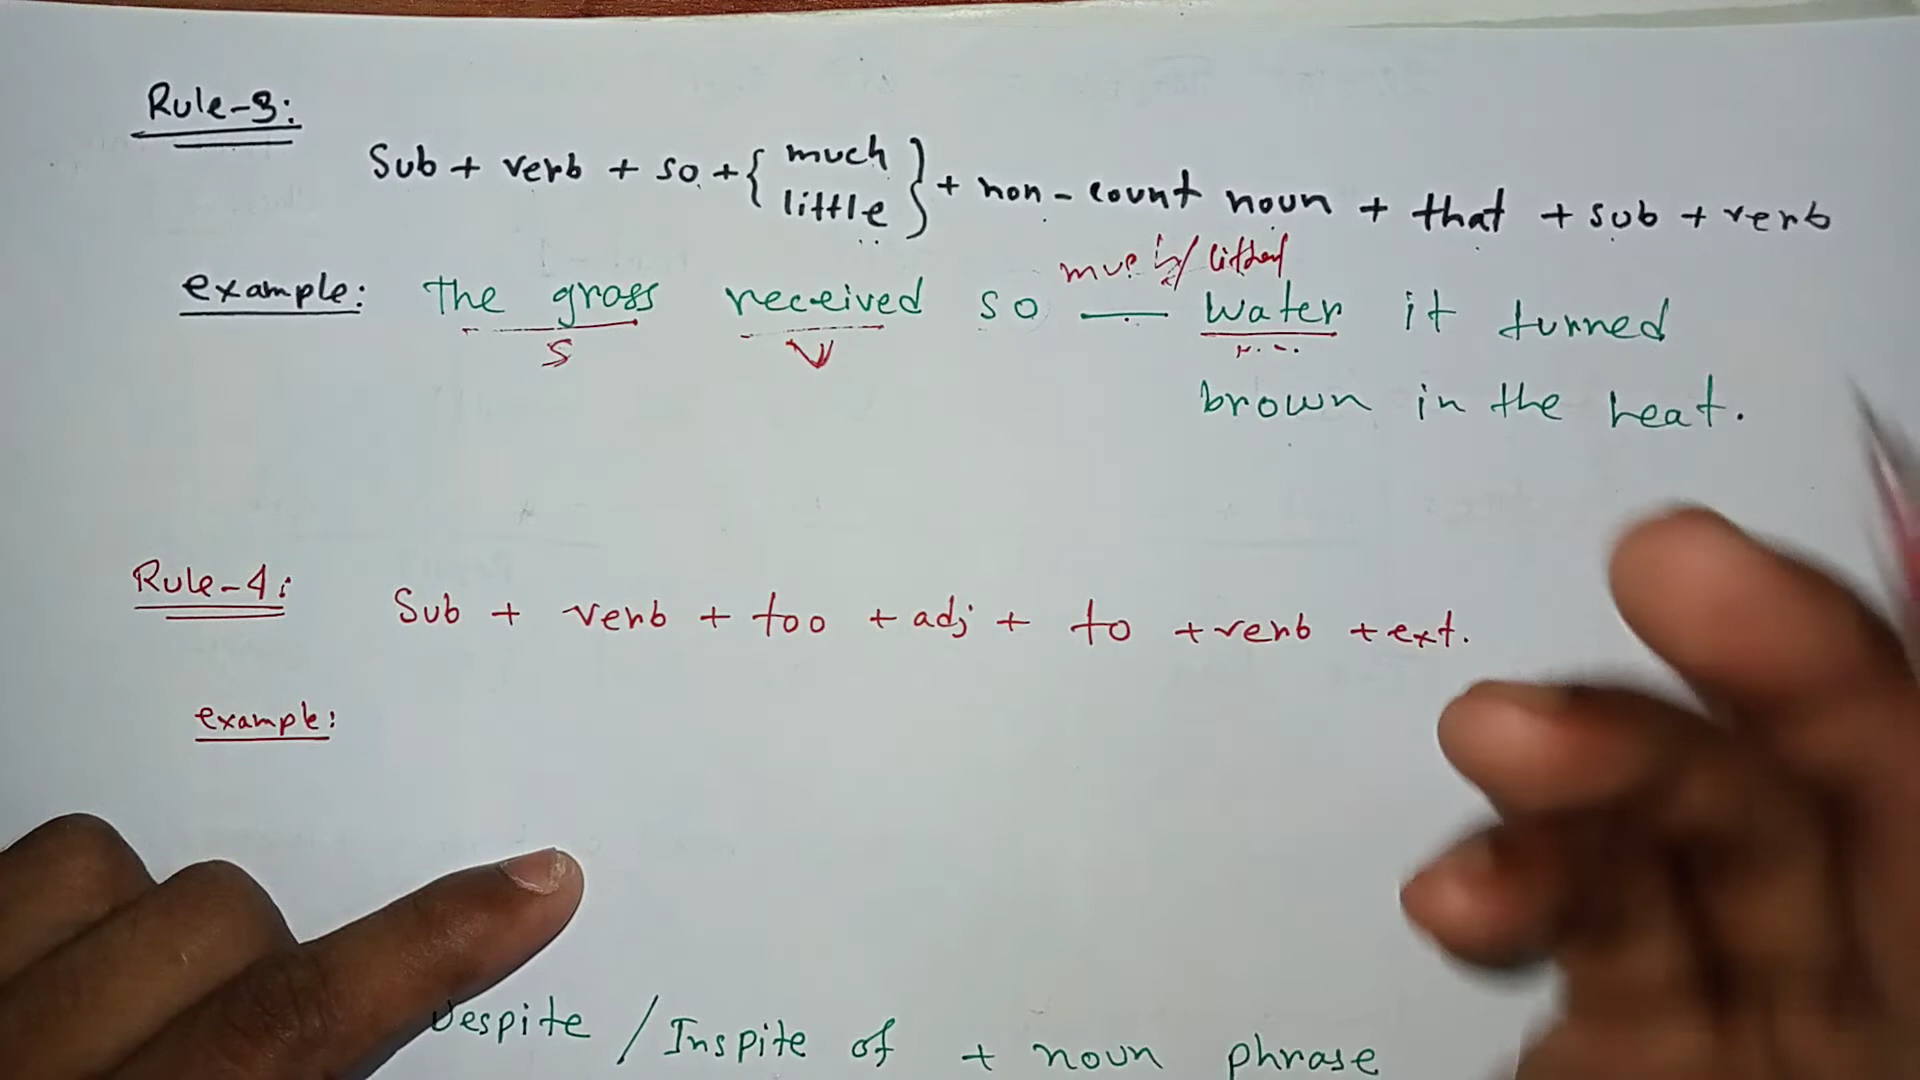 Rule-3:
Sub + verb + so + { much little } + non-count noun + that + sub + verb
much/
example: the grass received so — water it turned
S V
brown in the heat.
Rule-4:
Sub + verb + too + adj + to + verb + ext.
example:
Despite / Inspite of + noun phrase